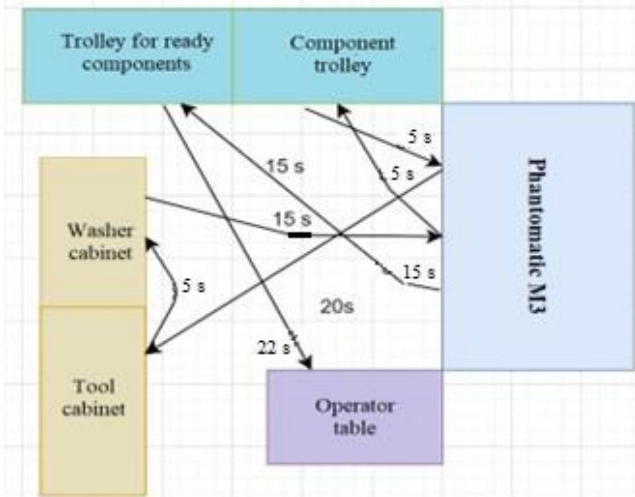 Trolley for ready
components
Component
trolley
5 s
15 s
5 s
15 s
Washer
cabinet
5 s
15 s
20s
22 s
Phantomatic M3
Tool
cabinet
Operator
table